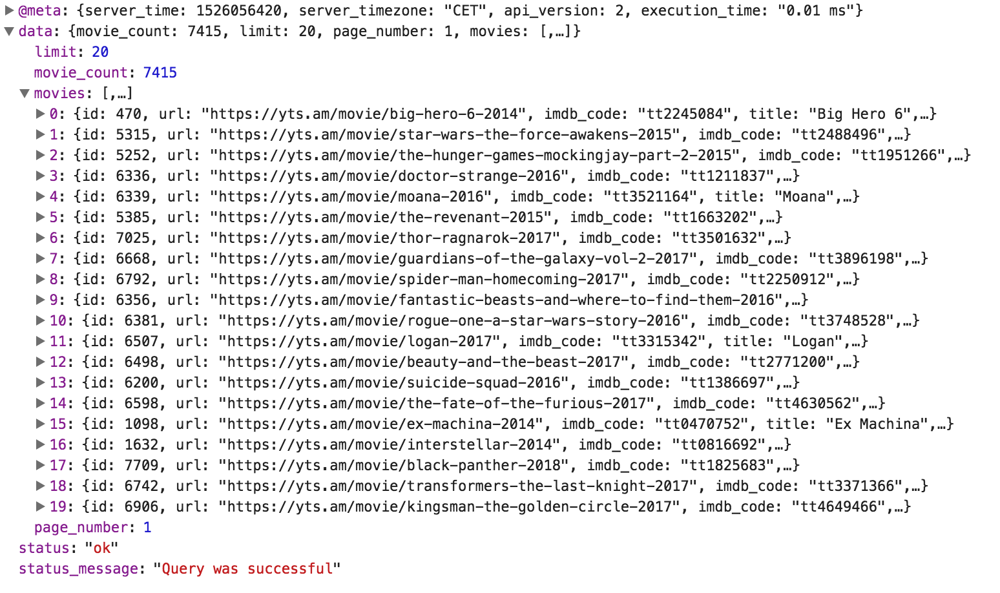 @meta: {server_time: 1526056420, server_timezone: "CET", api_version: 2, execution_time: "0.01 ms"}
data: {movie_count: 7415, limit: 20, page_number: 1, movies: [,…]}
limit: 20
movie_count: 7415
movies: [,…]
0: {id: 470, url: "https://yts.am/movie/big-hero-6-2014", imdb_code: "tt2245084", title: "Big Hero 6",…}
1: {id: 5315, url: "https://yts.am/movie/star-wars-the-force-awakens-2015", imdb_code: "tt2488496",…}
2: {id: 5252, url: "https://yts.am/movie/the-hunger-games-mockingjay-part-2-2015", imdb_code: "tt1951266",…}
3: {id: 6336, url: "https://yts.am/movie/doctor-strange-2016", imdb_code: "tt1211837",…}
4: {id: 6339, url: "https://yts.am/movie/moana-2016", imdb_code: "tt3521164", title: "Moana",…}
5: {id: 5385, url: "https://yts.am/movie/the-revenant-2015", imdb_code: "tt1663202",…}
6: {id: 7025, url: "https://yts.am/movie/thor-ragnarok-2017", imdb_code: "tt3501632",…}
7: {id: 6668, url: "https://yts.am/movie/guardians-of-the-galaxy-vol-2-2017", imdb_code: "tt3896198",…}
8: {id: 6792, url: "https://yts.am/movie/spider-man-homecoming-2017", imdb_code: "tt2250912",…}
9: {id: 6356, url: "https://yts.am/movie/fantastic-beasts-and-where-to-find-them-2016",…}
10: {id: 6381, url: "https://yts.am/movie/rogue-one-a-star-wars-story-2016", imdb_code: "tt3748528",…}
11: {id: 6507, url: "https://yts.am/movie/logan-2017", imdb_code: "tt3315342", title: "Logan",…}
12: {id: 6498, url: "https://yts.am/movie/beauty-and-the-beast-2017", imdb_code: "tt2771200",…}
13: {id: 6200, url: "https://yts.am/movie/suicide-squad-2016", imdb_code: "tt1386697",…}
14: {id: 6598, url: "https://yts.am/movie/the-fate-of-the-furious-2017", imdb_code: "tt4630562",…}
15: {id: 1098, url: "https://yts.am/movie/ex-machina-2014", imdb_code: "tt0470752", title: "Ex Machina",…}
16: {id: 1632, url: "https://yts.am/movie/interstellar-2014", imdb_code: "tt0816692",…}
17: {id: 7709, url: "https://yts.am/movie/black-panther-2018", imdb_code: "tt1825683",…}
18: {id: 6742, url: "https://yts.am/movie/transformers-the-last-knight-2017", imdb_code: "tt3371366",…}
19: {id: 6906, url: "https://yts.am/movie/kingsman-the-golden-circle-2017", imdb_code: "tt4649466",…}
page_number: 1
status: "ok"
status_message: "Query was successful"